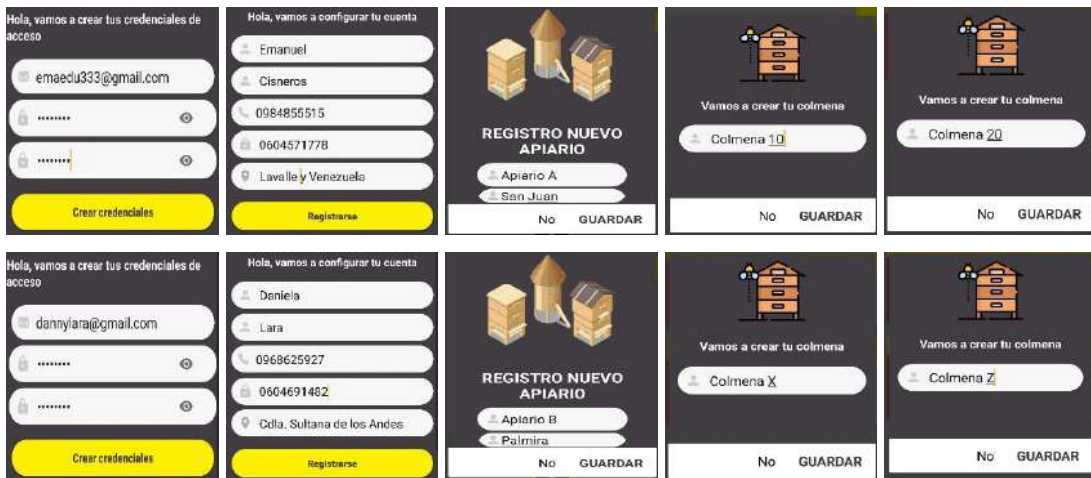 Hola, vamos a crear tus credenciales de
acceso
emaedu333@gmail.com
••••••••
••••••••
Crear credenciales
Hola, vamos a configurar tu cuenta
Emanuel
Cisneros
0984855515
0604571778
Lavalle y Venezuela
Registrarse
REGISTRO NUEVO
APIARIO
Apiario A
San Juan
No GUARDAR
Vamos a crear tu colmena
Colmena 10
No GUARDAR
Vamos a crear tu colmena
Colmena 20
No GUARDAR
Hola, vamos a crear tus credenciales de
acceso
dannylara@gmail.com
••••••••
••••••••
Crear credenciales
Hola, vamos a configurar tu cuenta
Daniela
Lara
0968625927
0604691482
Cdla. Sultana de los Andes
Registrarse
REGISTRO NUEVO
APIARIO
Apiario B
Palmira
No GUARDAR
Vamos a crear tu colmena
Colmena X
No GUARDAR
Vamos a crear tu colmena
Colmena Z
No GUARDAR